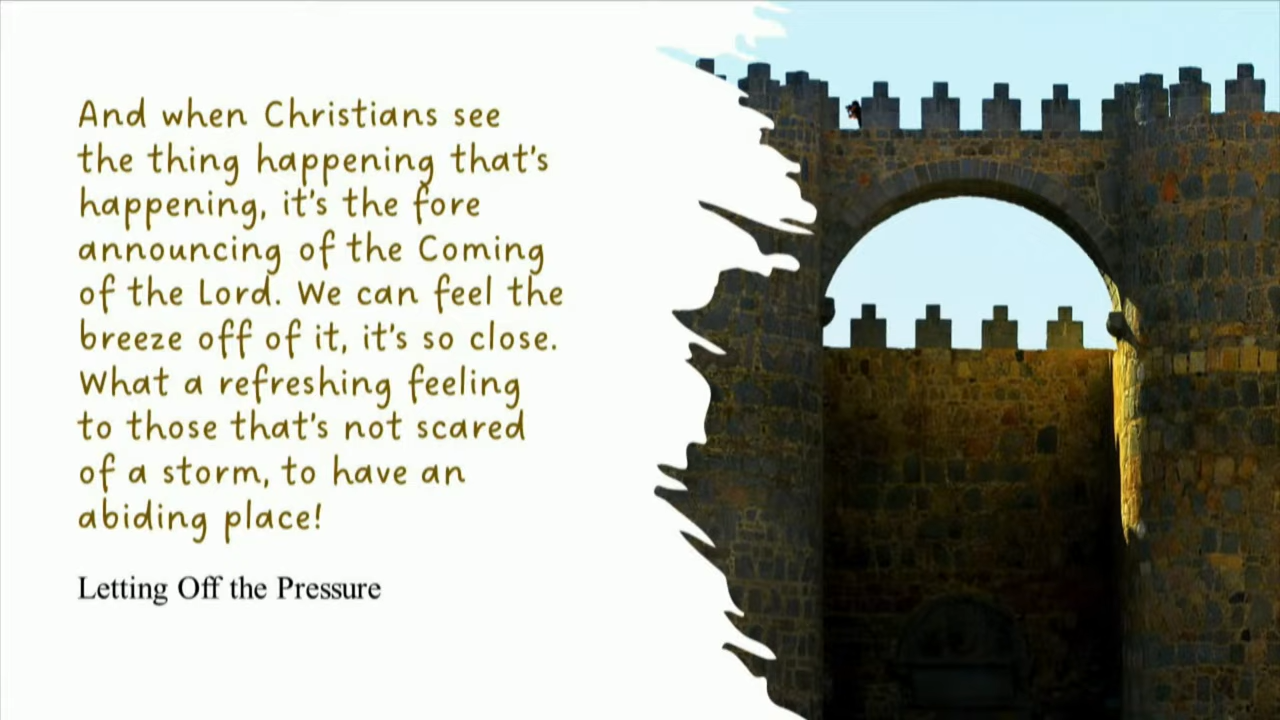 And when Christians see
the thing happening that's
happening, it's the fore
announcing of the Coming
of the Lord. We can feel the
breeze off of it, it's so close.
What a refreshing feeling
to those that's not scared
of a storm, to have an
abiding place!
Letting Off the Pressure